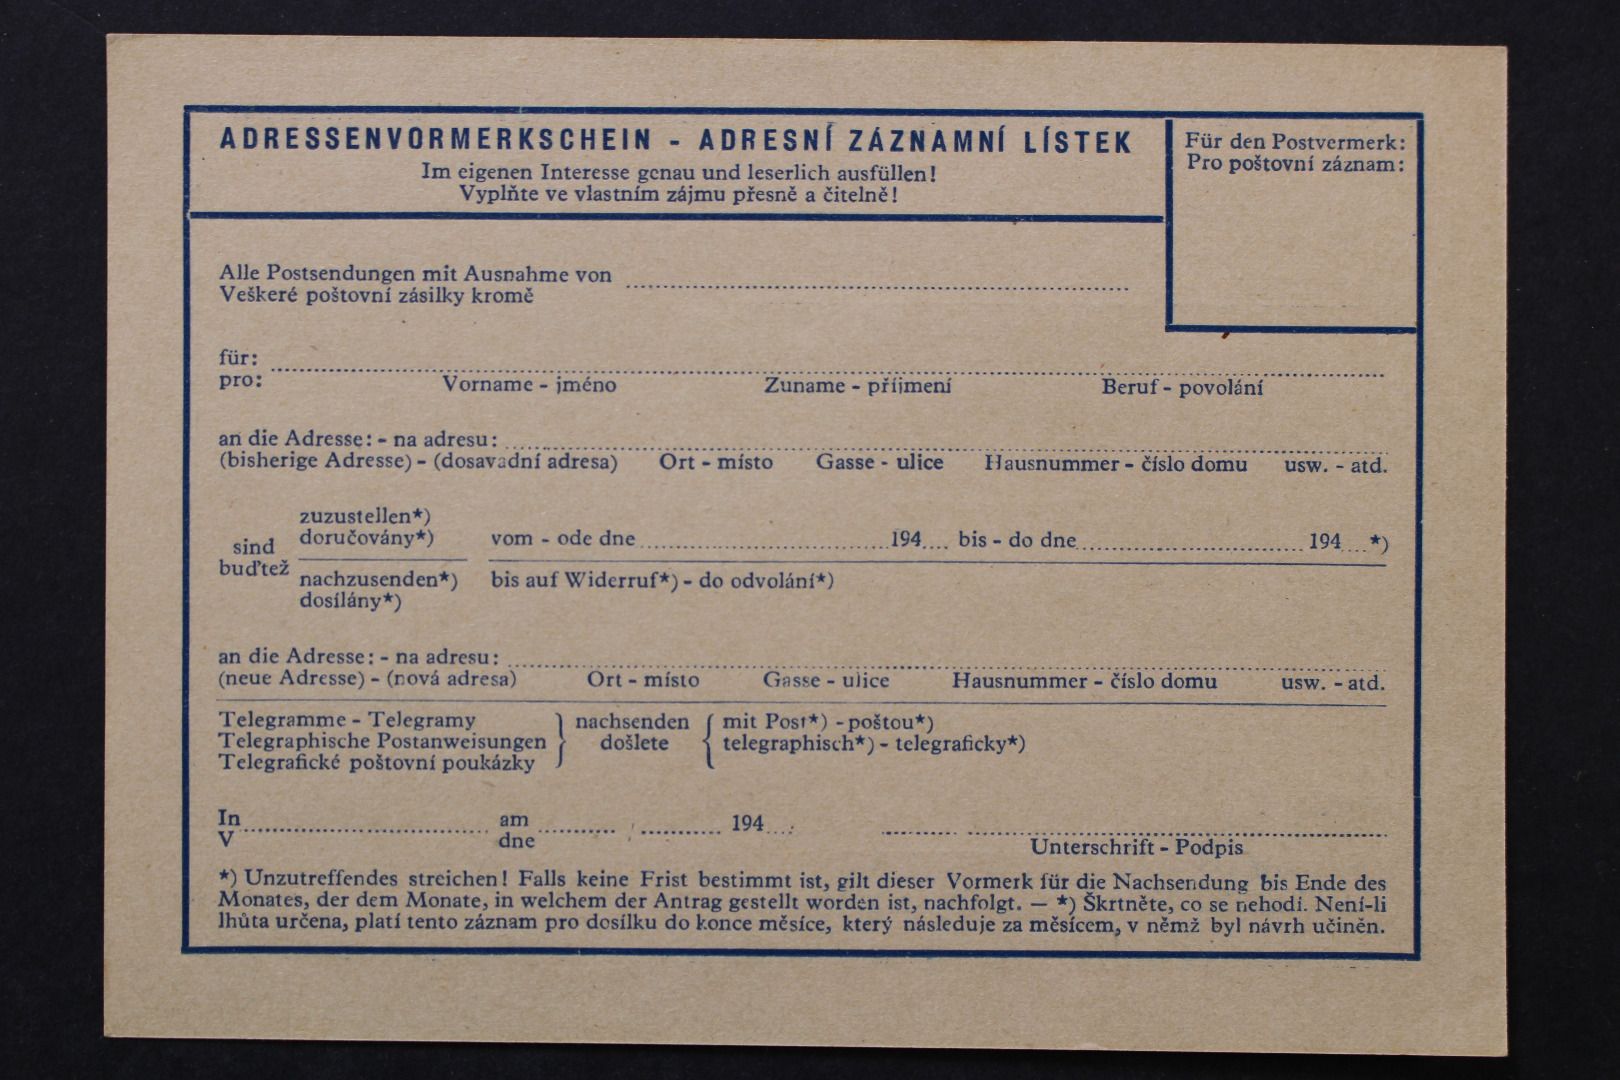 ADRESSENVORMERKSCHEIN - ADRESNÍ ZÁZNAMNÍ LÍSTEK
Im eigenen Interesse genau und leserlich ausfüllen!
Vyplňte ve vlastním zájmu přesně a čitelně!
Für den Postvermerk:
Pro poštovní záznam:
Alle Postsendungen mit Ausnahme von
Veškeré poštovní zásilky kromě
für:
pro:
Vorname - jméno Zuname - příjmení Beruf - povolání
an die Adresse: - na adresu:
(bisherige Adresse) - (dosavadní adresa) Ort - místo Gasse - ulice Hausnummer - číslo domu usw. - atd.
sind
buďtež
zuzustellen*)
doručovány*)
nachzusenden*)
dosílány*)
vom - ode dne 194 bis - do dne 194 *)
bis auf Widerruf*) - do odvolání*)
an die Adresse: - na adresu:
(neue Adresse) - (nová adresa) Ort - místo Gasse - ulice Hausnummer - číslo domu usw. - atd.
Telegramme - Telegramy
Telegraphische Postanweisungen
Telegrafické poštovní poukázky
nachsenden
došlete
mit Post*) - poštou*)
telegraphisch*) - telegraficky*)
In
V
am
dne
194
Unterschrift - Podpis
*) Unzutreffendes streichen! Falls keine Frist bestimmt ist, gilt dieser Vormerk für die Nachsendung bis Ende des
Monates, der dem Monate, in welchem der Antrag gestellt worden ist, nachfolgt. — *) Škrtněte, co se nehodí. Není-li
lhůta určena, platí tento záznam pro dosílku do konce měsíce, který následuje za měsícem, v němž byl návrh učiněn.